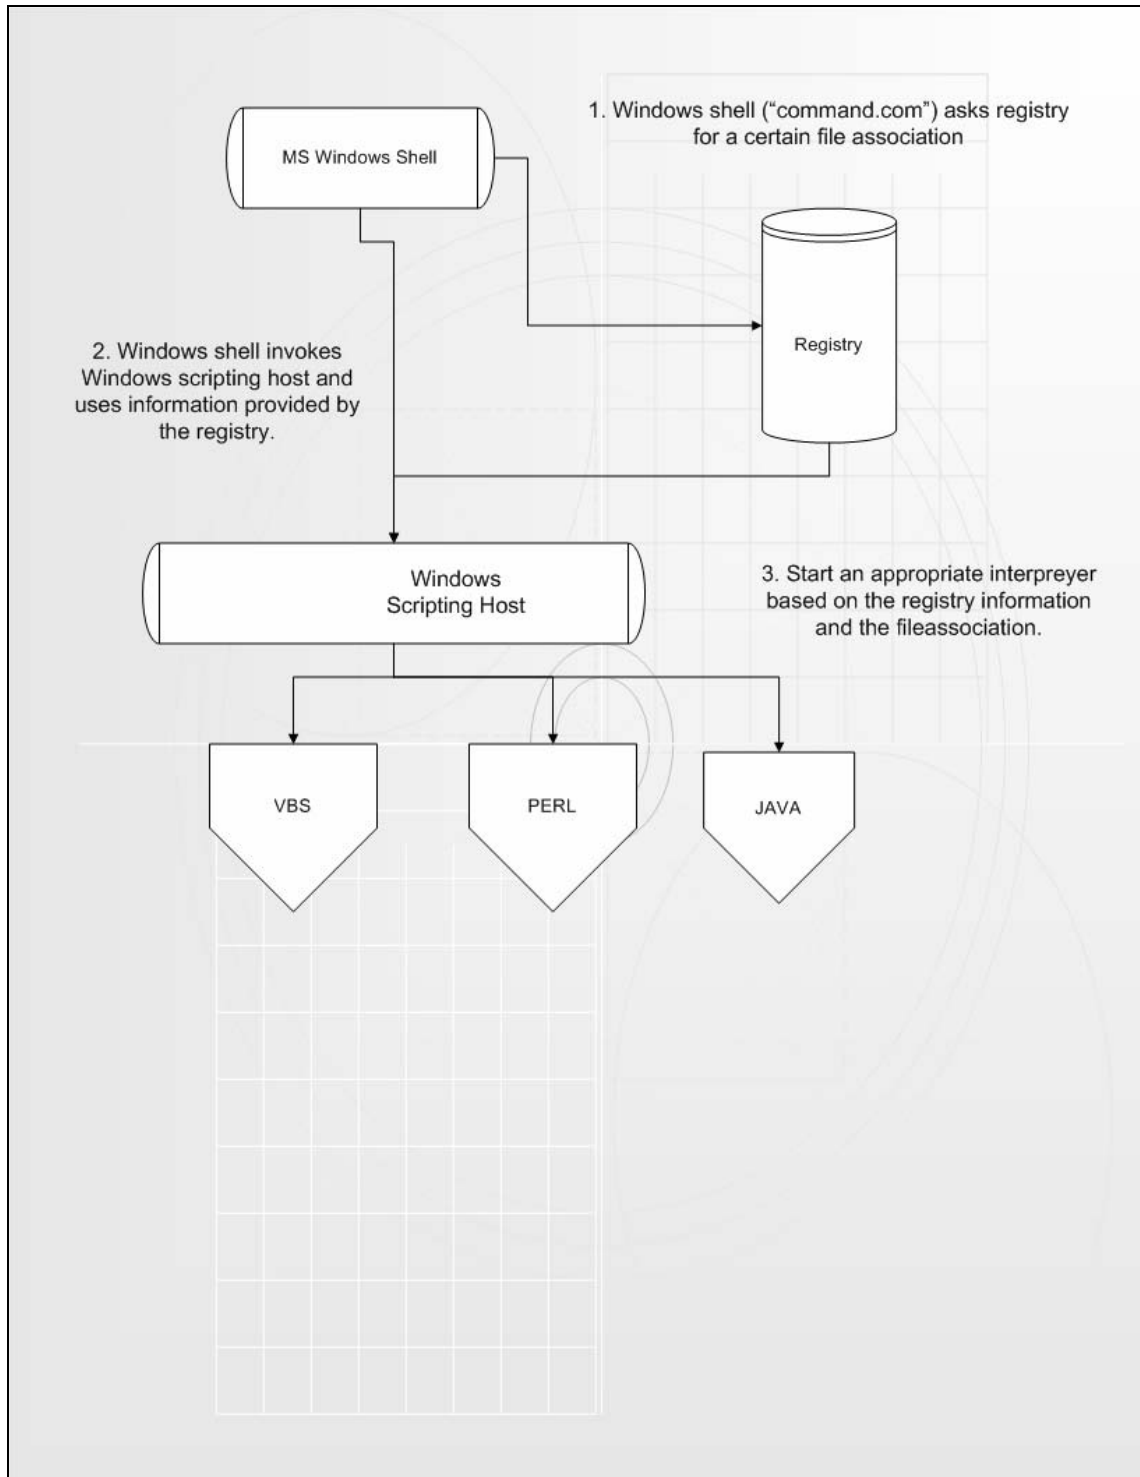 1. Windows shell (“command.com”) asks registry
for a certain file association
MS Windows Shell
Registry
2. Windows shell invokes
Windows scripting host and
uses information provided by
the registry.
Windows
Scripting Host
3. Start an appropriate interpreyer
based on the registry information
and the fileassociation.
VBS
PERL
JAVA